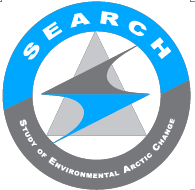 SEARCH
STUDY OF ENVIRONMENTAL ARCTIC CHANGE